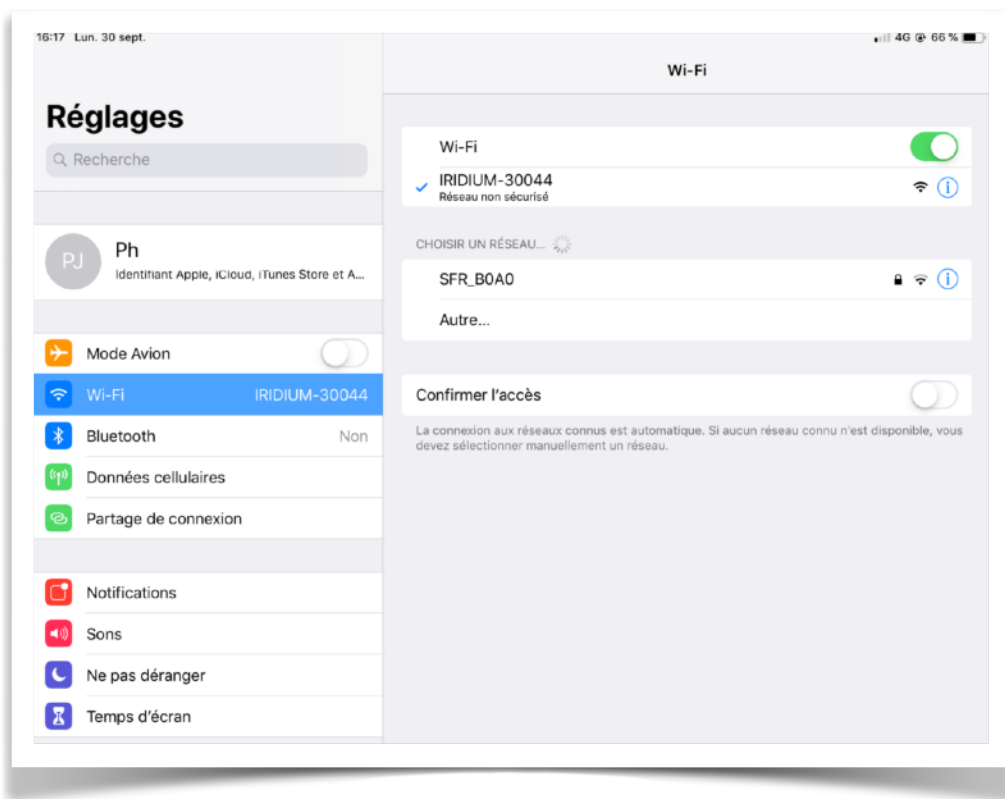 16:17 Lun. 30 sept.
4G 66 %
Wi-Fi
Réglages
Recherche
PJ
Ph
Identifiant Apple, iCloud, iTunes Store et A...
Mode Avion
Wi-Fi IRIDIUM-30044
Bluetooth Non
Données cellulaires
Partage de connexion
Notifications
Sons
Ne pas déranger
Temps d'écran
Wi-Fi
IRIDIUM-30044
Réseau non sécurisé
CHOISIR UN RÉSEAU...
SFR_B0A0
Autre...
Confirmer l'accès
La connexion aux réseaux connus est automatique. Si aucun réseau connu n'est disponible, vous
devez sélectionner manuellement un réseau.